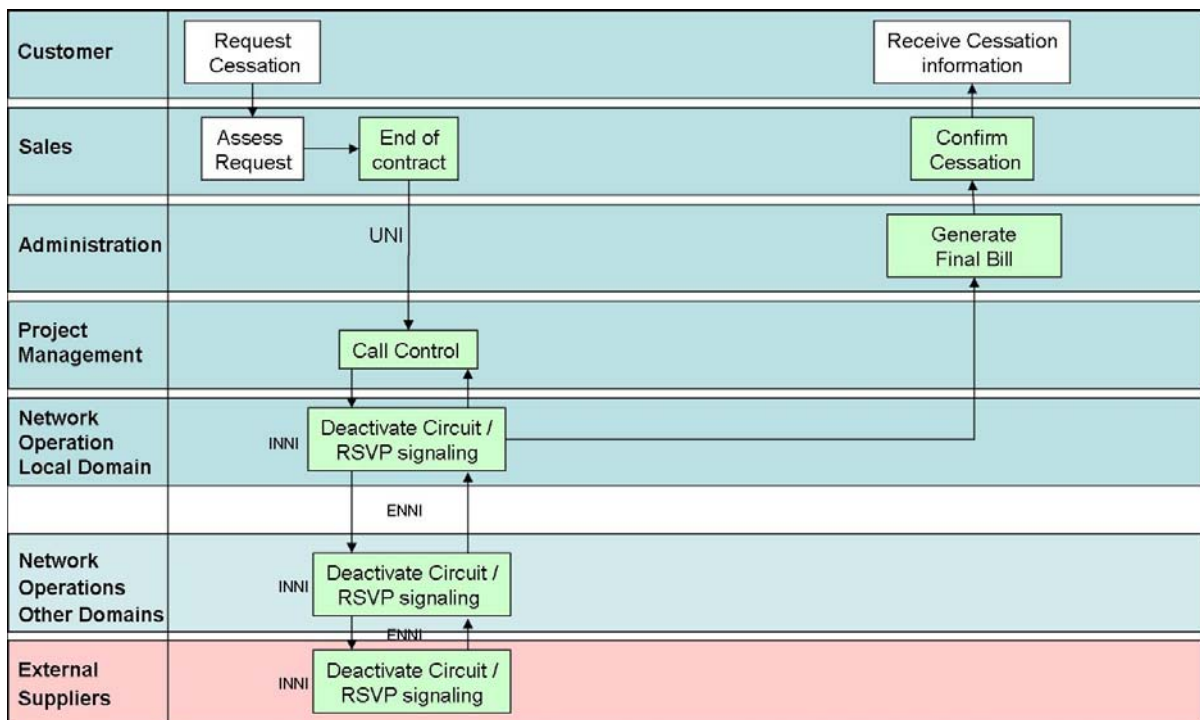 Customer
Request
Cessation
Receive Cessation
information
Sales
Assess
Request
End of
contract
Confirm
Cessation
Administration
UNI
Generate
Final Bill
Project
Management
Call Control
Network
Operation
Local Domain
INNI
Deactivate Circuit /
RSVP signaling
ENNI
Network
Operations
Other Domains
INNI
Deactivate Circuit /
RSVP signaling
ENNI
External
Suppliers
INNI
Deactivate Circuit /
RSVP signaling